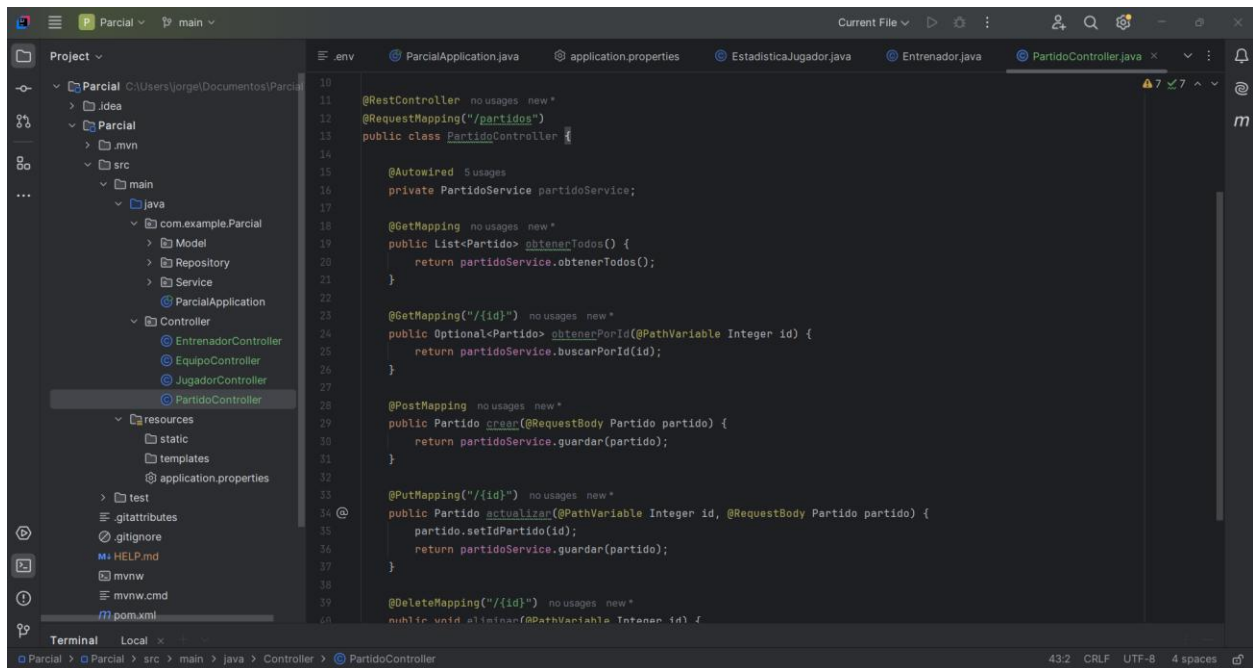 P Parcial main Current File
Project
.env ParcialApplication.java application.properties EstadisticaJugador.java Entrenador.java PartidoController.java
Parcial C:\Users\jorge\Documentos\Parcial
.idea
Parcial
.mvn
src
main
java
com.example.Parcial
Model
Repository
Service
ParcialApplication
Controller
EntrenadorController
EquipoController
JugadorController
PartidoController
resources
static
templates
application.properties
test
.gitattributes
.gitignore
M↓ HELP.md
mvnw
mvnw.cmd
m pom.xml
7 7
10
11 @RestController no usages new *
12 @RequestMapping("/partidos")
13 public class PartidoController {
14
15 @Autowired 5 usages
16 private PartidoService partidoService;
17
18 @GetMapping no usages new *
19 public List<Partido> obtenerTodos() {
20 return partidoService.obtenerTodos();
21 }
22
23 @GetMapping("/{id}") no usages new *
24 public Optional<Partido> obtenerPorId(@PathVariable Integer id) {
25 return partidoService.buscarPorId(id);
26 }
27
28 @PostMapping no usages new *
29 public Partido crear(@RequestBody Partido partido) {
30 return partidoService.guardar(partido);
31 }
32
33 @PutMapping("/{id}") no usages new *
34 @ public Partido actualizar(@PathVariable Integer id, @RequestBody Partido partido) {
35 partido.setIdPartido(id);
36 return partidoService.guardar(partido);
37 }
38
39 @DeleteMapping("/{id}") no usages new *
40 public void eliminar(@PathVariable Integer id) {
m
Terminal Local
Parcial > Parcial > src > main > java > Controller > PartidoController 43:2 CRLF UTF-8 4 spaces